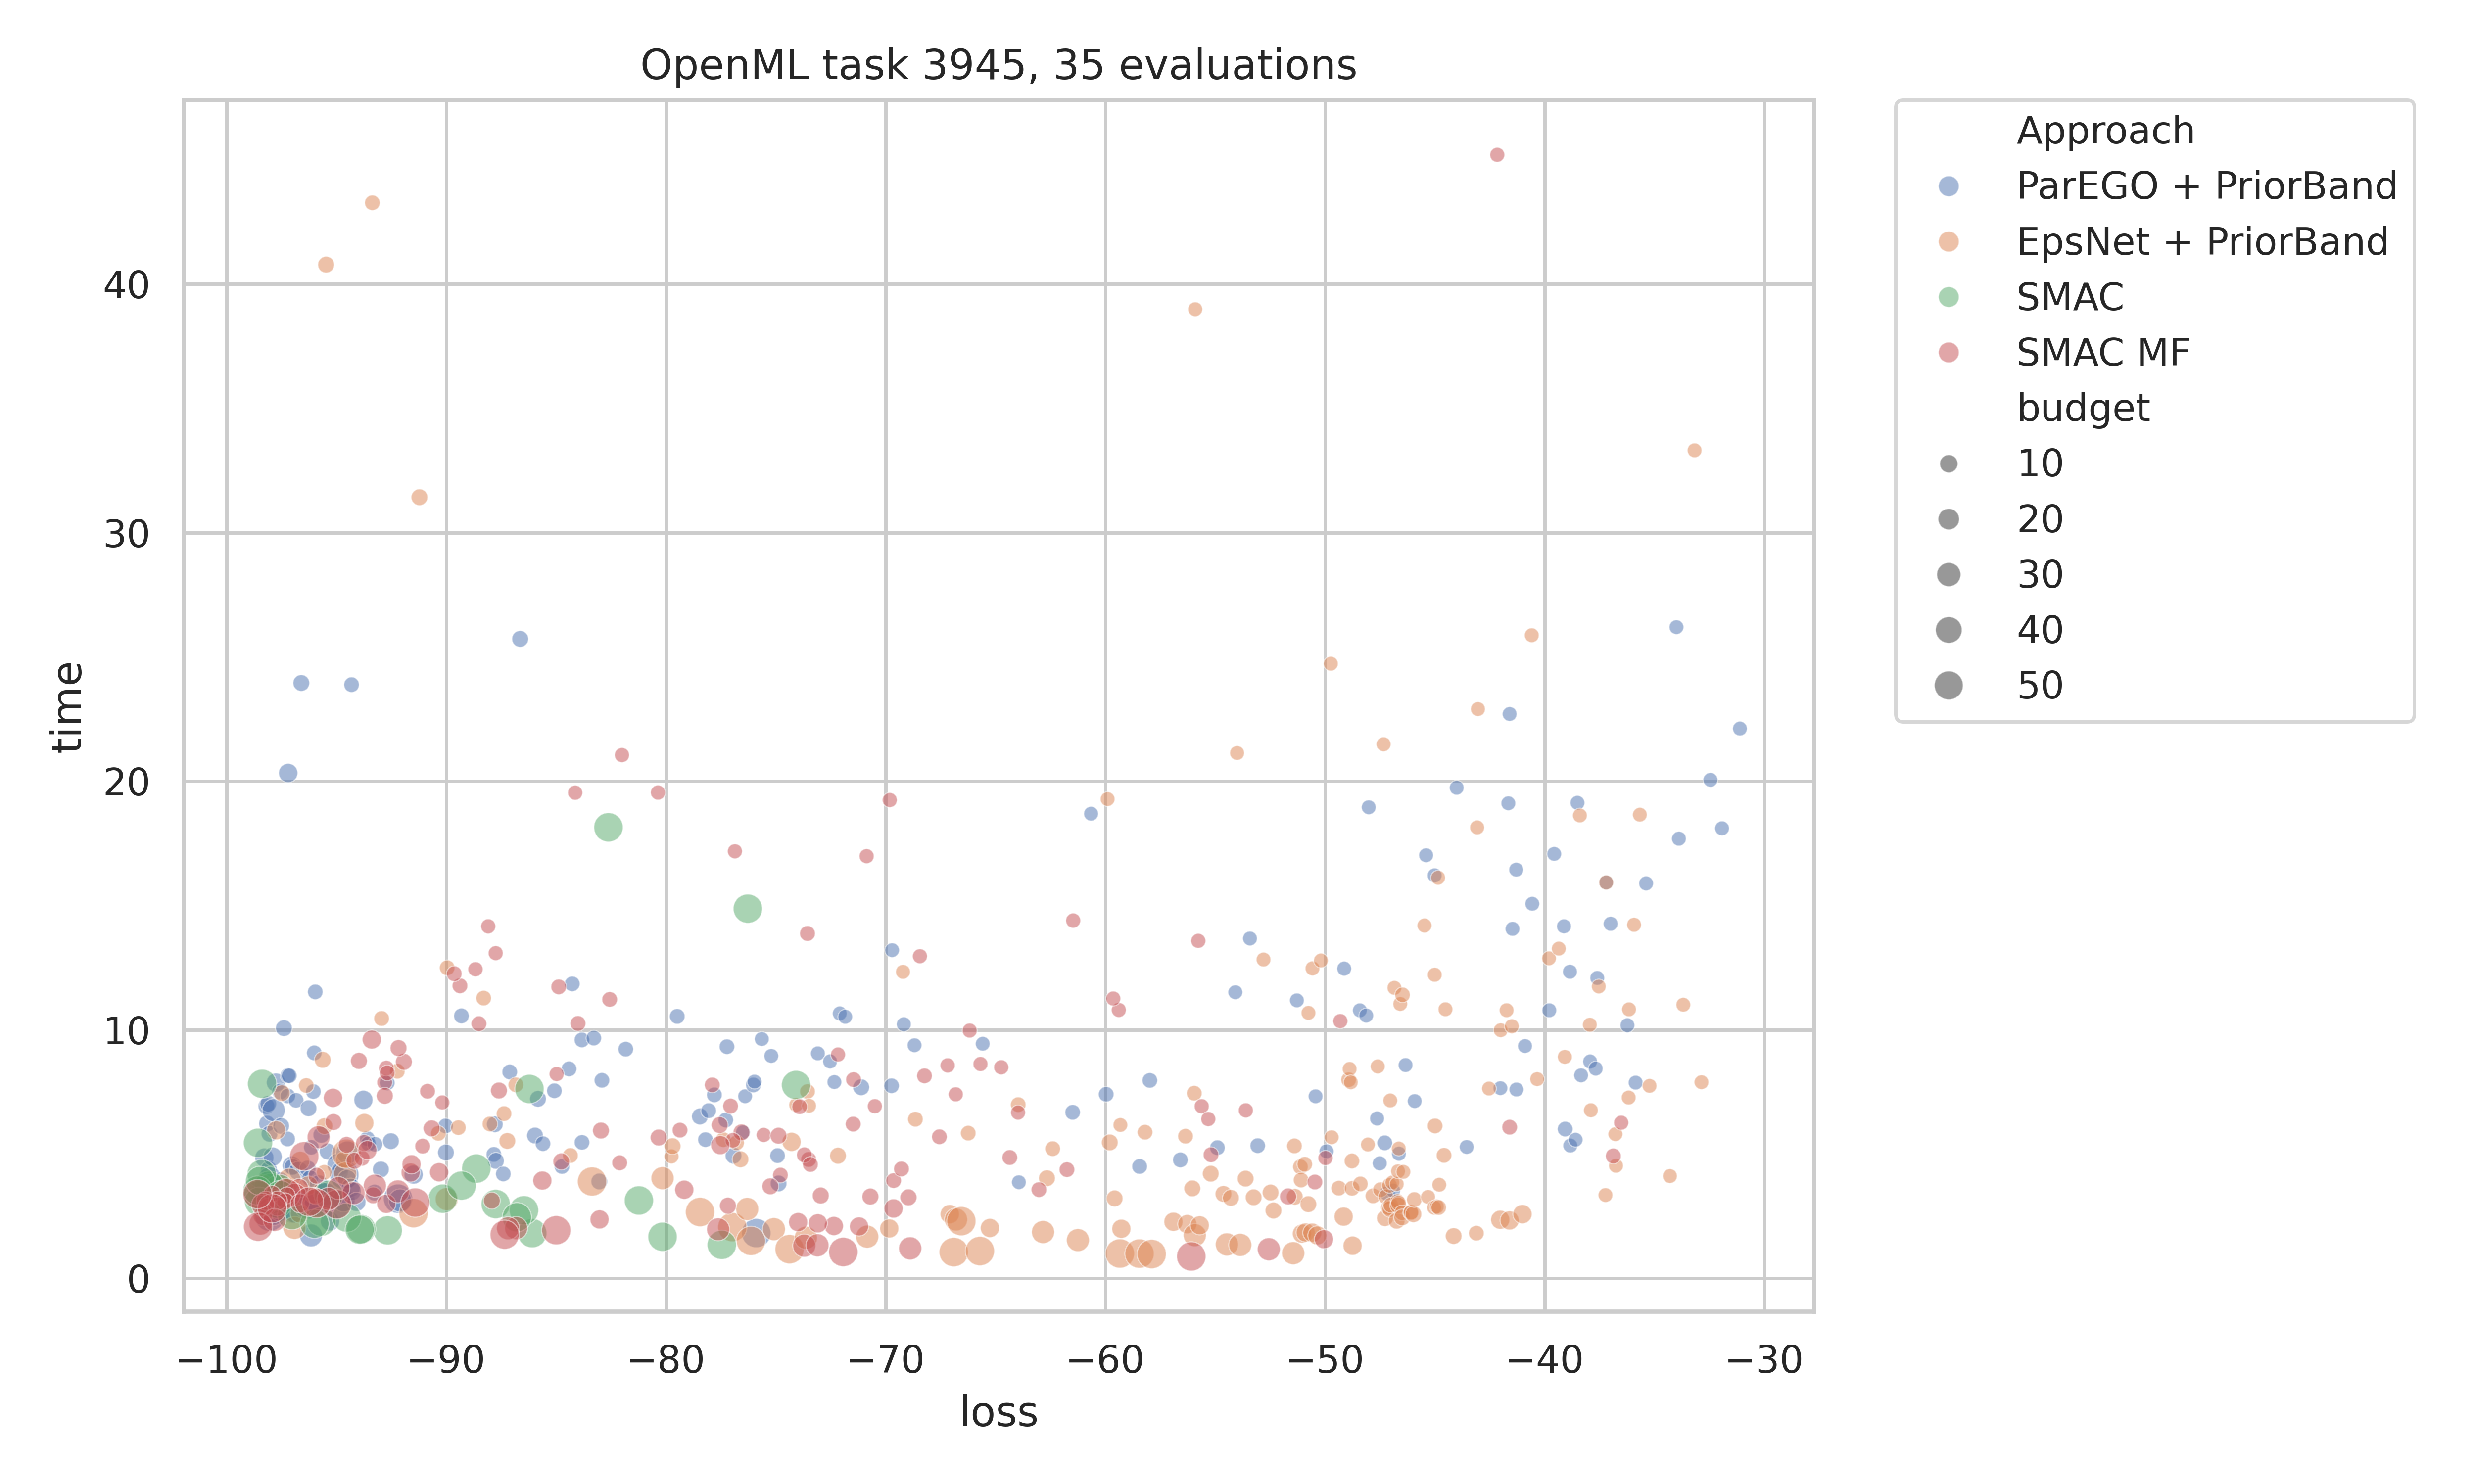 OpenML task 3945, 35 evaluations
time
40
30
20
10
0
−100
−90
−80
−70
−60
−50
−40
−30
loss
Approach
ParEGO + PriorBand
EpsNet + PriorBand
SMAC
SMAC MF
budget
10
20
30
40
50